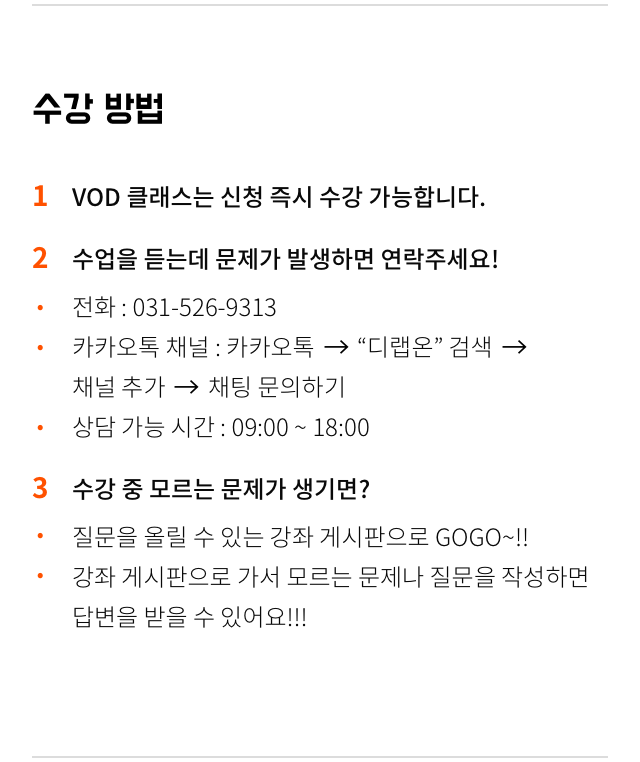 수강 방법
1 VOD 클래스는 신청 즉시 수강 가능합니다.
2 수업을 듣는데 문제가 발생하면 연락주세요!
• 전화 : 031-526-9313
• 카카오톡 채널 : 카카오톡 → “디랩온” 검색 →
채널 추가 → 채팅 문의하기
• 상담 가능 시간 : 09:00 ~ 18:00
3 수강 중 모르는 문제가 생기면?
• 질문을 올릴 수 있는 강좌 게시판으로 GOGO~!!
• 강좌 게시판으로 가서 모르는 문제나 질문을 작성하면
답변을 받을 수 있어요!!!